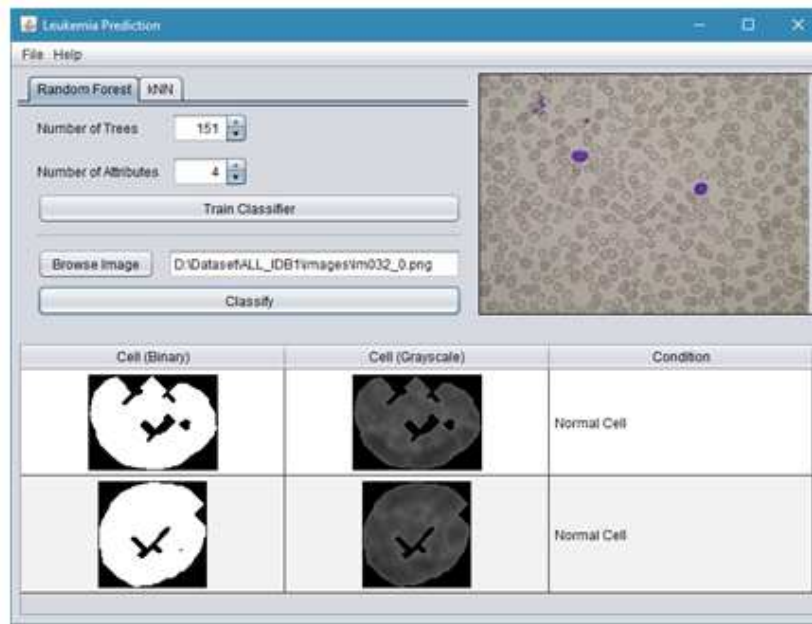 Leukemia Prediction
File Help
Random Forest kNN
Number of Trees 151
Number of Attributes 4
Train Classifier
Browse Image D:\Dataset\ALL_IDB1\images\Im032_0.png
Classify
Cell (Binary) Cell (Grayscale) Condition
Normal Cell
Normal Cell